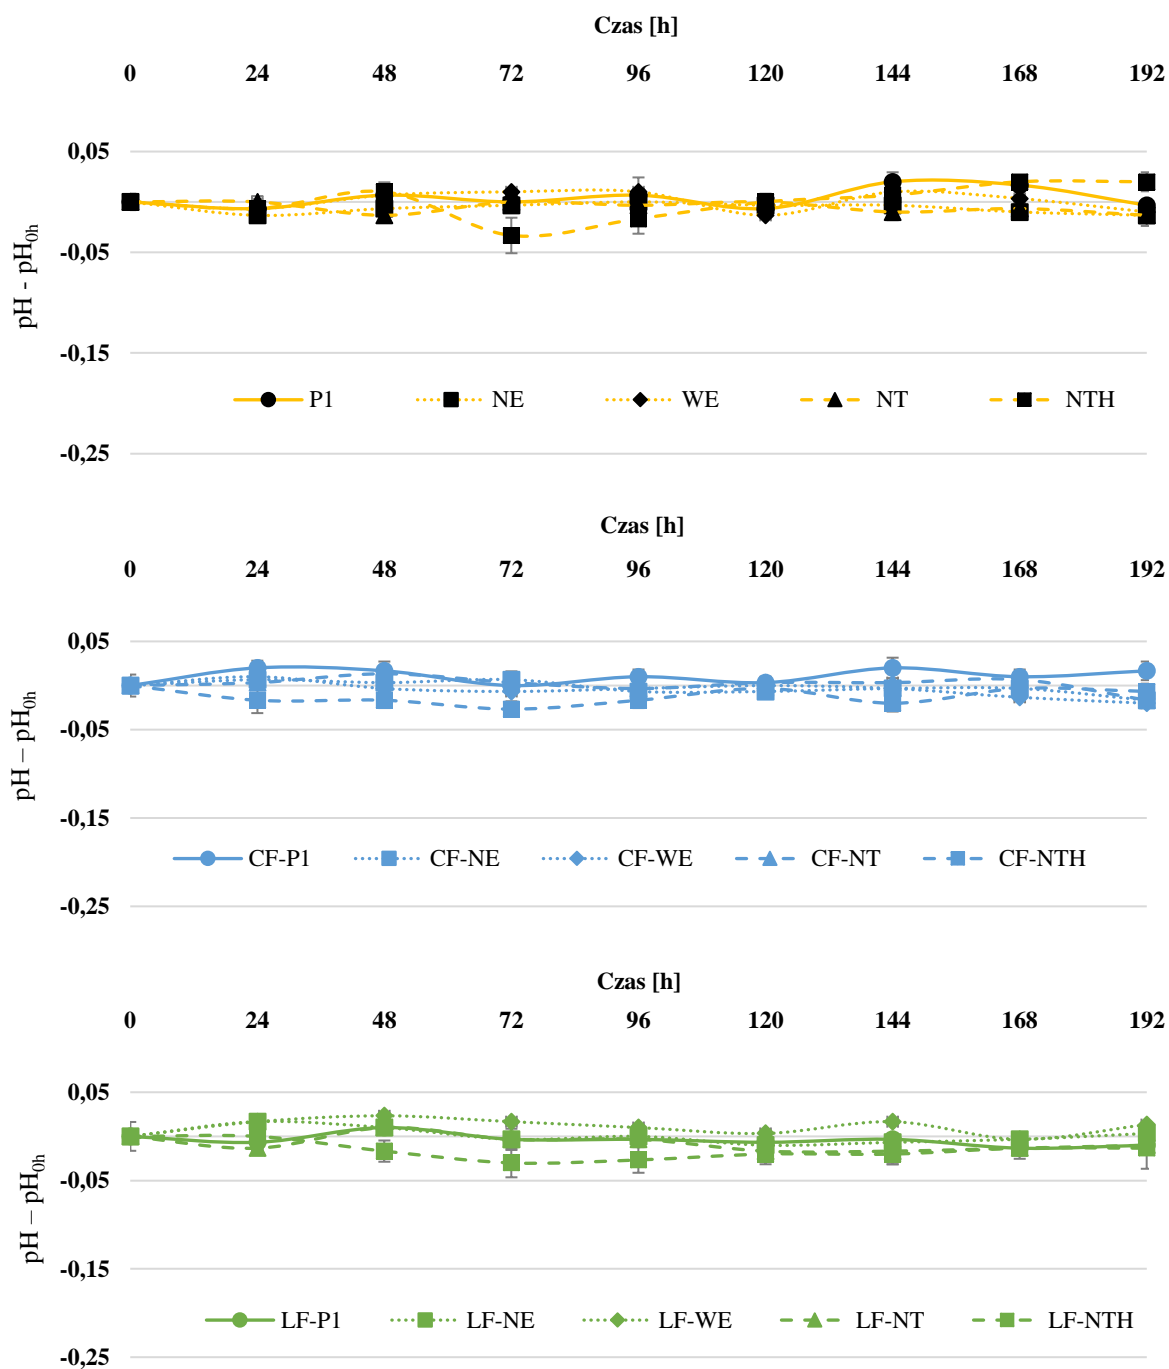 Czas [h]
0 24 48 72 96 120 144 168 192
0,05
-0,05
-0,15
-0,25
pH - pH0h
P1 NE WE NT NTH
Czas [h]
0 24 48 72 96 120 144 168 192
0,05
-0,05
-0,15
-0,25
pH – pH0h
CF-P1 CF-NE CF-WE CF-NT CF-NTH
Czas [h]
0 24 48 72 96 120 144 168 192
0,05
-0,05
-0,15
-0,25
pH – pH0h
LF-P1 LF-NE LF-WE LF-NT LF-NTH